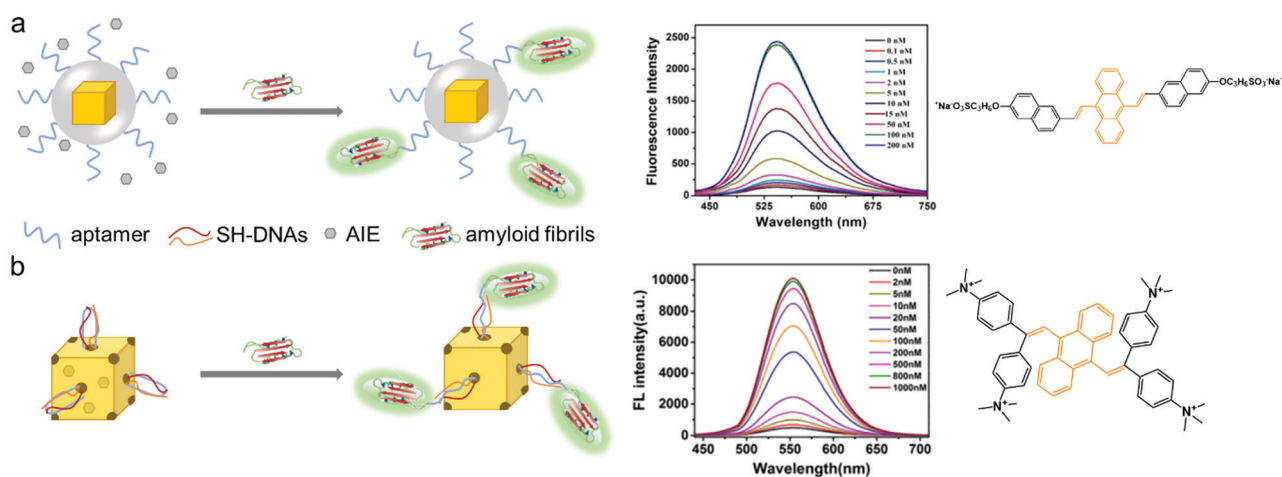 a
2500
2000
1500
1000
500
0
Fluorescence Intensity
450 525 600 675 750
Wavelength (nm)
0 nM
0.1 nM
0.5 nM
1 nM
2 nM
5 nM
10 nM
15 nM
50 nM
100 nM
200 nM
⁺Na⁻O₃SC₃H₆O
OC₃H₆SO₃⁻Na⁺
aptamer SH-DNAs AIE amyloid fibrils
b
10000
8000
6000
4000
2000
0
FL intensity(a.u.)
450 500 550 600 650 700
Wavelength(nm)
0nM
2nM
5nM
10nM
20nM
50nM
100nM
200nM
500nM
800nM
1000nM
N⁺
N⁺
N⁺
N⁺